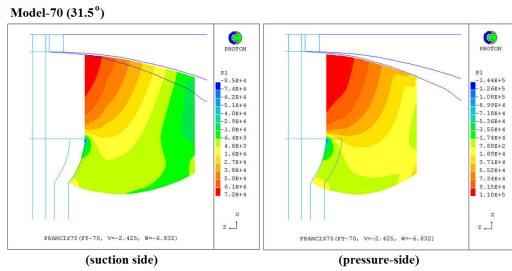 Model-70 (31.5°)
PHOTON
P1
-8.5E+4
-7.4E+4
-6.2E+4
-5.1E+4
-4.0E+4
-2.9E+4
-1.8E+4
-6.4E+3
4.8E+3
1.6E+4
2.7E+4
3.8E+4
5.0E+4
6.1E+4
7.2E+4
X
Z
FRANCIS70(FT-70, V=-2.425, W=-6.832)
(suction side)
PHOTON
P1
-1.44E+5
-1.26E+5
-1.08E+5
-8.99E+4
-7.18E+4
-5.36E+4
-3.55E+4
-1.74E+4
7.88E+2
1.89E+4
3.71E+4
5.52E+4
7.34E+4
9.15E+4
1.10E+5
X
Z
FRANCIS70(FT-70, V=-2.425, W=-6.832)
(pressure-side)